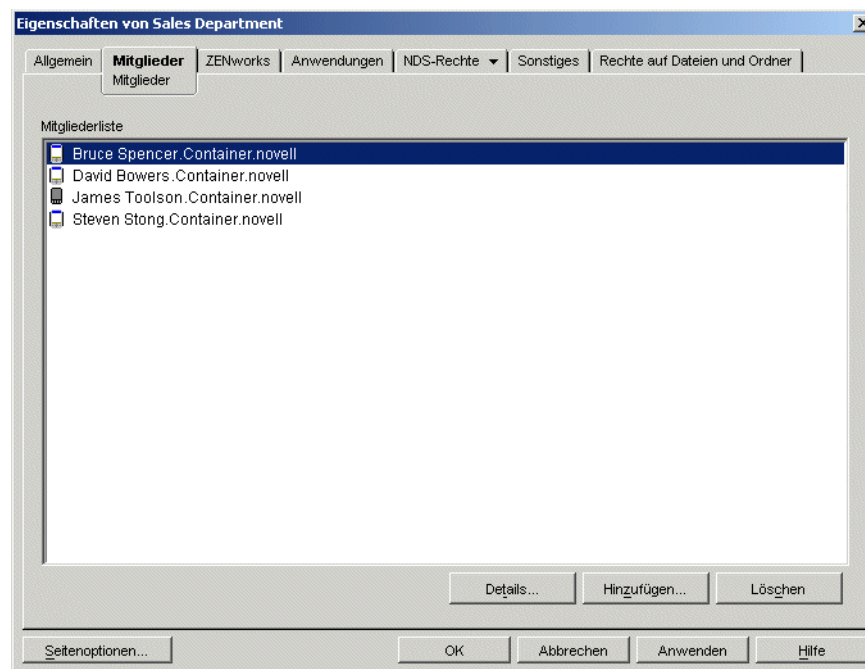 Eigenschaften von Sales Department
Allgemein Mitglieder ZENworks Anwendungen NDS-Rechte Sonstiges Rechte auf Dateien und Ordner
Mitglieder
Mitgliederliste
Bruce Spencer.Container.novell
David Bowers.Container.novell
James Toolson.Container.novell
Steven Stong.Container.novell
Details... Hinzufügen... Löschen
Seitenoptionen... OK Abbrechen Anwenden Hilfe